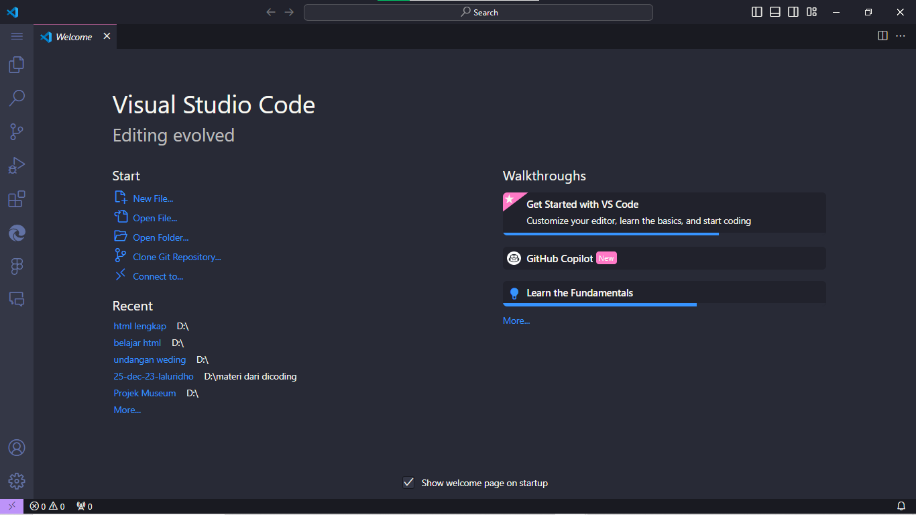 Search
Welcome
Visual Studio Code
Editing evolved
Start
New File...
Open File...
Open Folder...
Clone Git Repository...
Connect to...
Recent
html lengkap D:\
belajar html D:\
undangan weding D:\
25-dec-23-laluridho D:\materi dari dicoding
Projek Museum D:\
More...
Walkthroughs
Get Started with VS Code
Customize your editor, learn the basics, and start coding
GitHub Copilot New
Learn the Fundamentals
More...
Show welcome page on startup
0 0 0